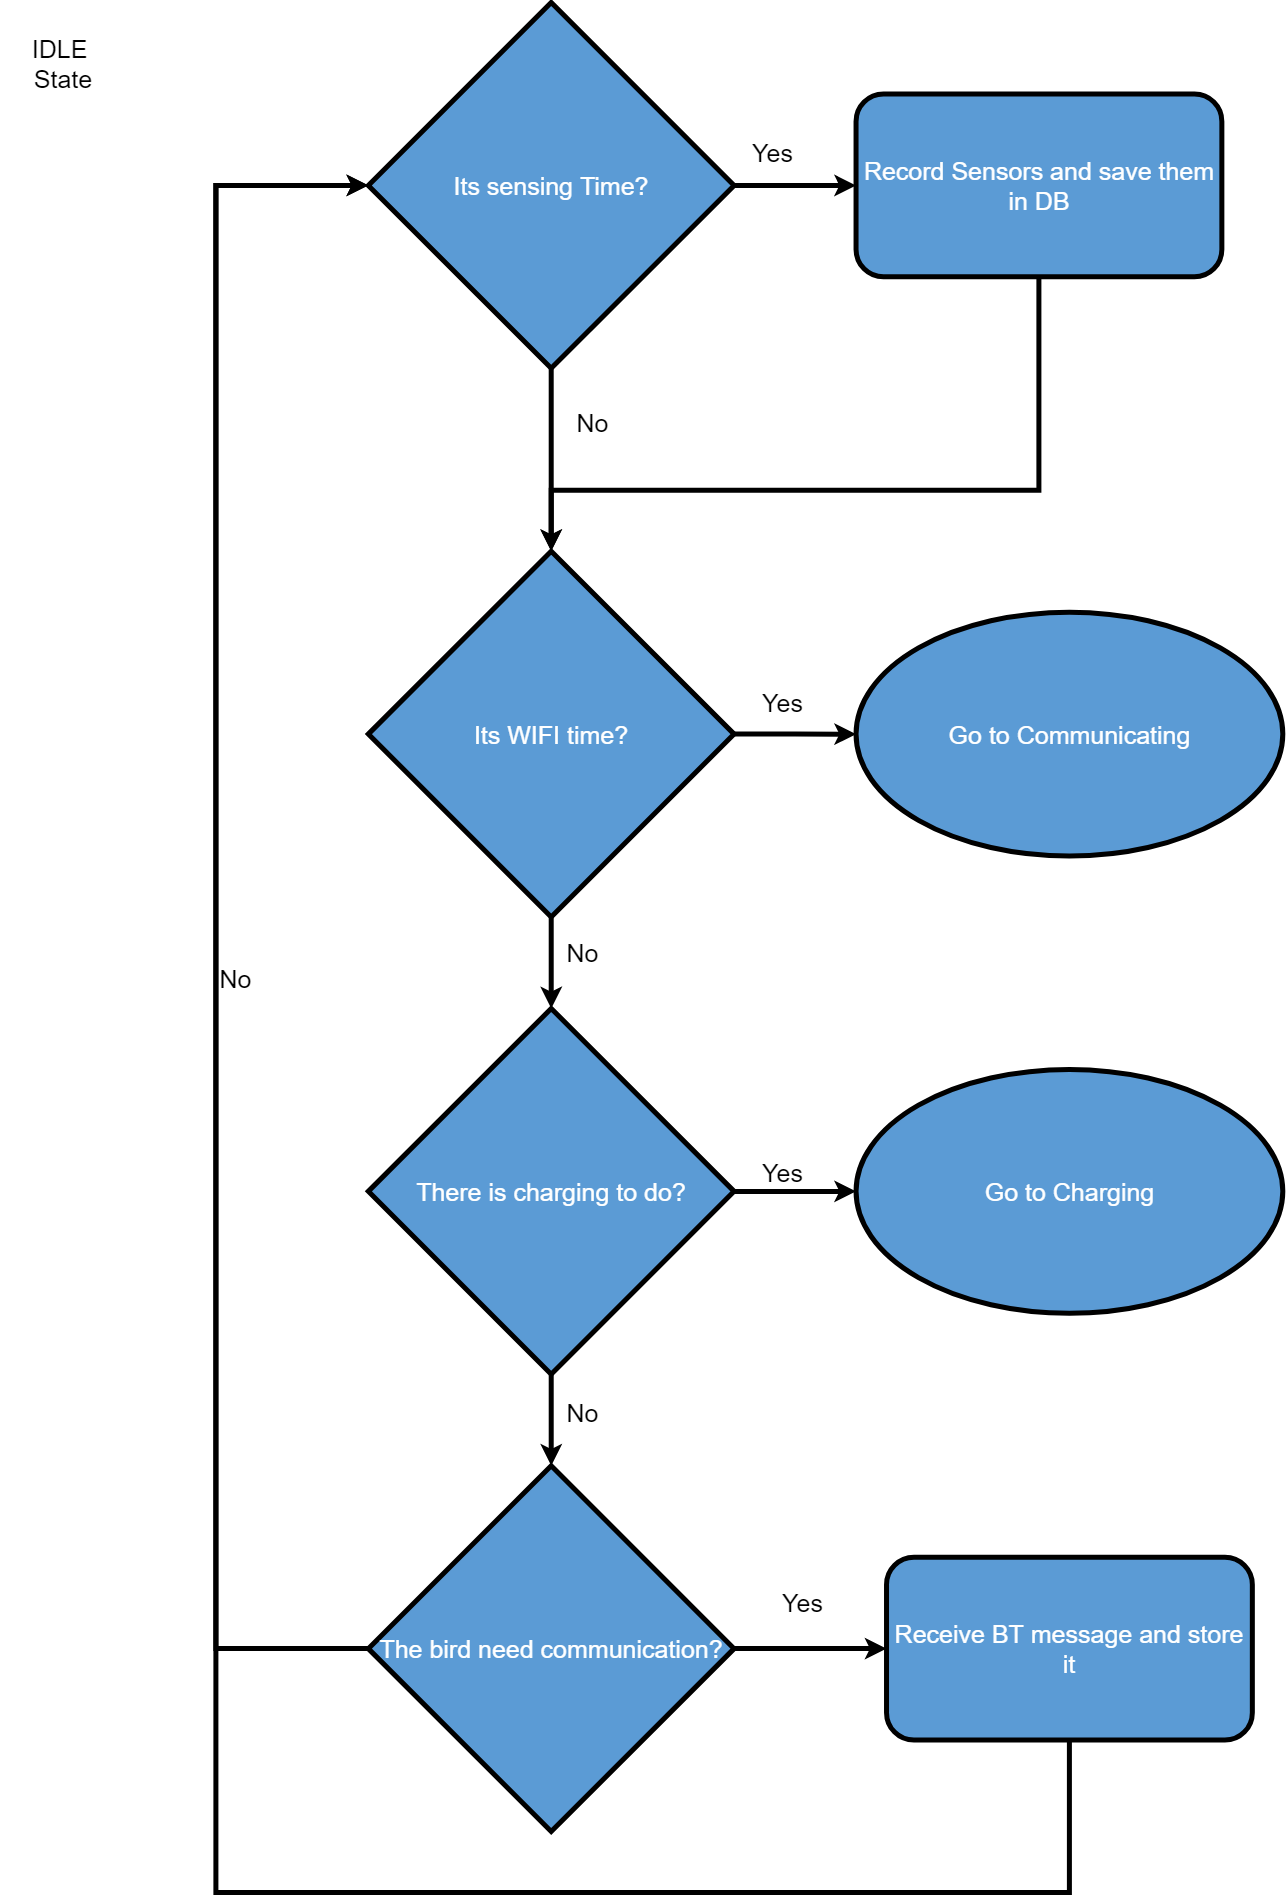 IDLE
State
Its sensing Time?
Yes
Record Sensors and save them
in DB
No
Its WIFI time?
Yes
Go to Communicating
No
No
There is charging to do?
Yes
Go to Charging
No
The bird need communication?
Yes
Receive BT message and store
it